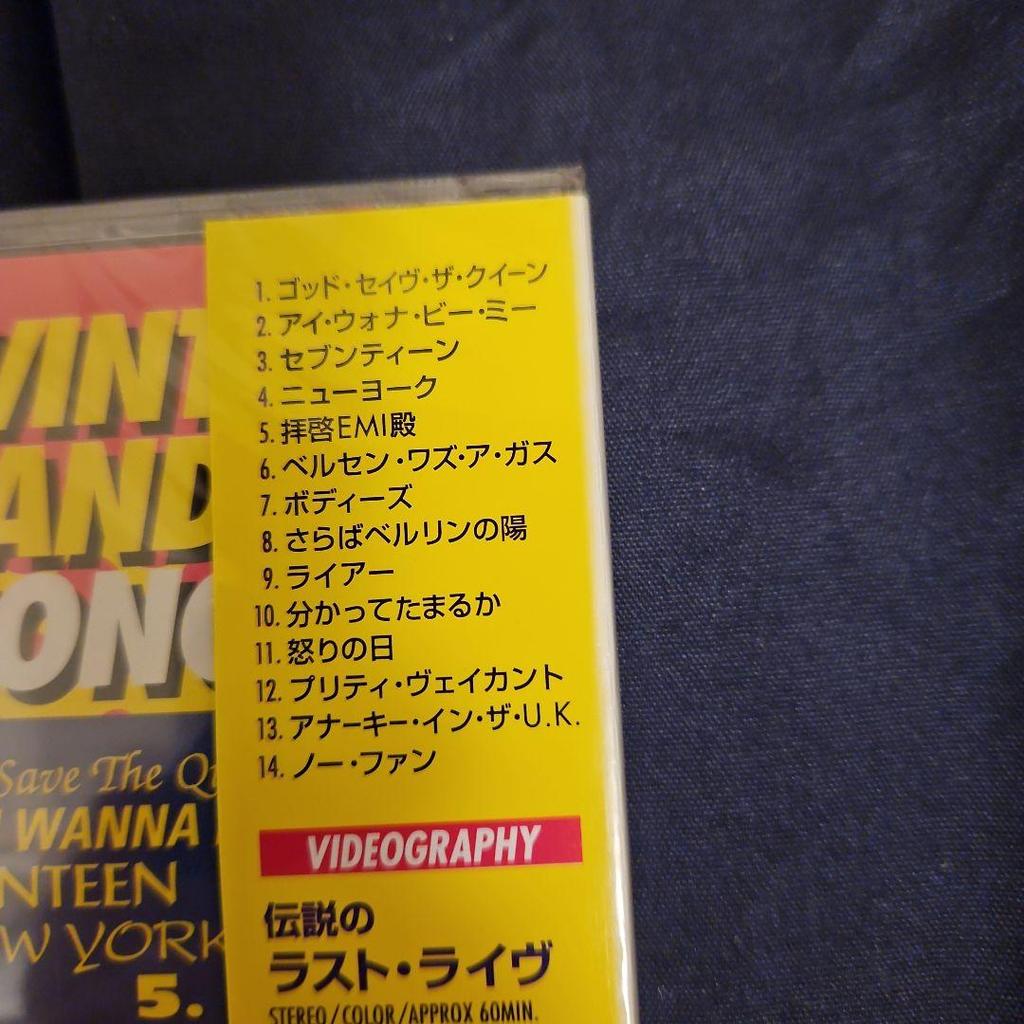 1. ゴッド・セイヴ・ザ・クイーン
2. アイ・ウォナ・ビー・ミー
3. セブンティーン
4. ニューヨーク
5. 拝啓EMI殿
6. ベルセン・ワズ・ア・ガス
7. ボディーズ
8. さらばベルリンの陽
9. ライアー
10. 分かってたまるか
11. 怒りの日
12. プリティ・ヴェイカント
13. アナーキー・イン・ザ・U.K.
14. ノー・ファン
VIDEOGRAPHY
伝説の
ラスト・ライヴ
STEREO/COLOR/APPROX 60MIN.
AND
Save The
WANNA
NTEEN
W YORK
5.